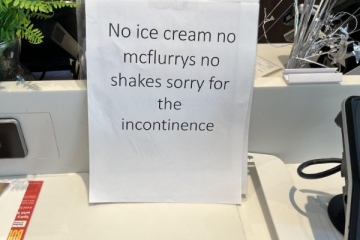 No ice cream no
mcflurrys no
shakes sorry for
the
incontinence